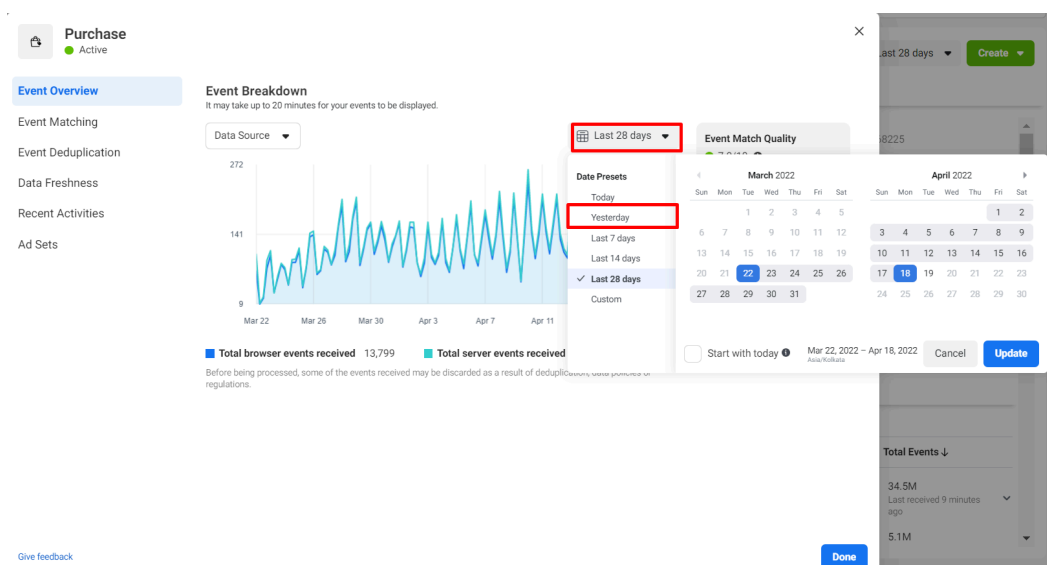 Purchase
Active
Event Overview
Event Matching
Event Deduplication
Data Freshness
Recent Activities
Ad Sets
Give feedback
Event Breakdown
It may take up to 20 minutes for your events to be displayed.
Data Source
Last 28 days
Event Match Quality
272
141
9
Mar 22 Mar 26 Mar 30 Apr 3 Apr 7 Apr 11
Total browser events received 13,799 Total server events received
Before being processed, some of the events received may be discarded as a result of deduplication, data policies or
regulations.
Date Presets
Today
Yesterday
Last 7 days
Last 14 days
Last 28 days
Custom
March 2022
Sun Mon Tue Wed Thu Fri Sat
1 2 3 4 5
6 7 8 9 10 11 12
13 14 15 16 17 18 19
20 21 22 23 24 25 26
27 28 29 30 31
April 2022
Sun Mon Tue Wed Thu Fri Sat
1 2
3 4 5 6 7 8 9
10 11 12 13 14 15 16
17 18 19 20 21 22 23
24 25 26 27 28 29 30
Start with today
Mar 22, 2022 – Apr 18, 2022
Asia/Kolkata
Cancel
Update
Done
Last 28 days
Create
8225
Total Events
34.5M
Last received 9 minutes
ago
5.1M